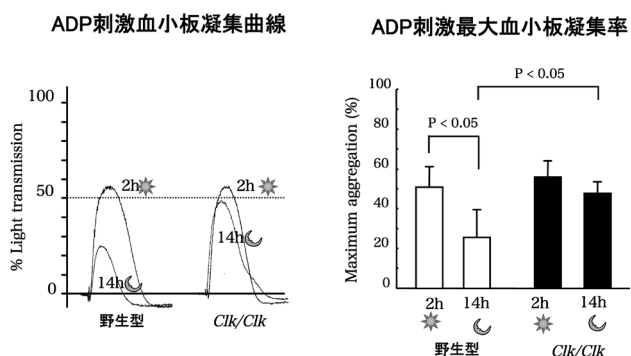 ADP刺激血小板凝集曲線
% Light transmission
100
50
0
2h
14h
2h
14h
野生型
Clk/Clk
ADP刺激最大血小板凝集率
Maximum aggregation (%)
100
80
60
40
20
0
P < 0.05
P < 0.05
2h
14h
2h
14h
野生型
Clk/Clk